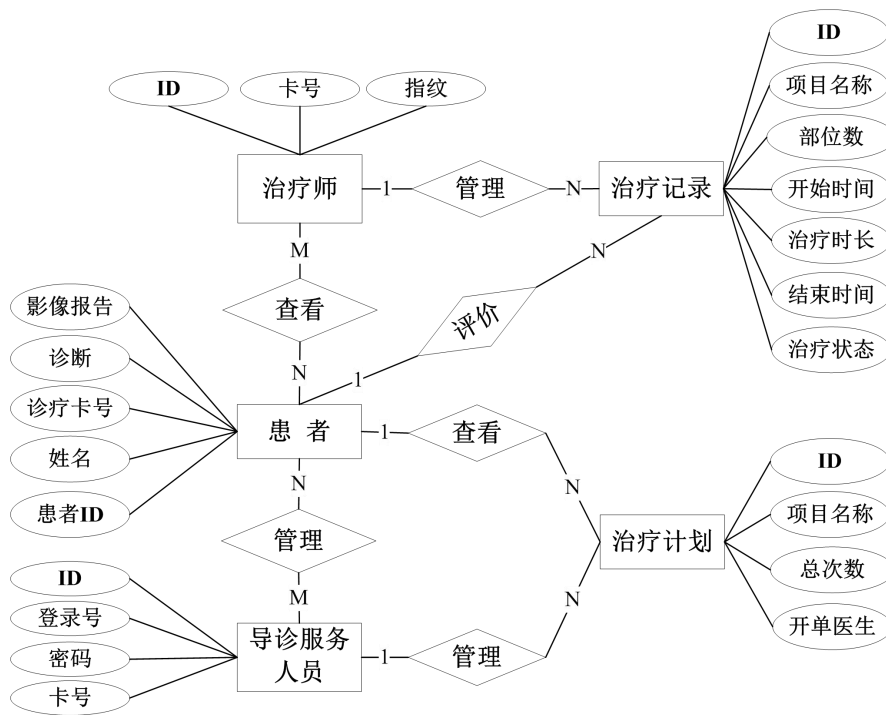 ID
卡号
指纹
ID
项目名称
部位数
开始时间
治疗时长
结束时间
治疗状态
治疗师
1
管理
N
治疗记录
M
查看
N
N
评价
1
影像报告
诊断
诊疗卡号
姓名
患者ID
患 者
1
查看
N
N
管理
M
ID
项目名称
总次数
开单医生
治疗计划
ID
登录号
密码
卡号
导诊服务
人员
1
管理
N